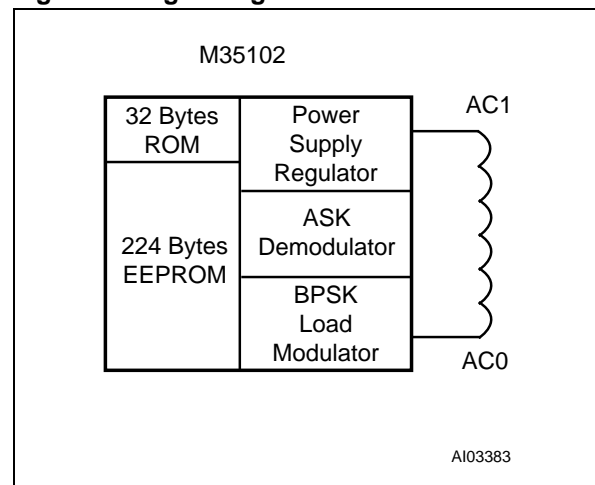 M35102
32 Bytes
ROM
224 Bytes
EEPROM
Power
Supply
Regulator
ASK
Demodulator
BPSK
Load
Modulator
AC1
AC0
AI03383